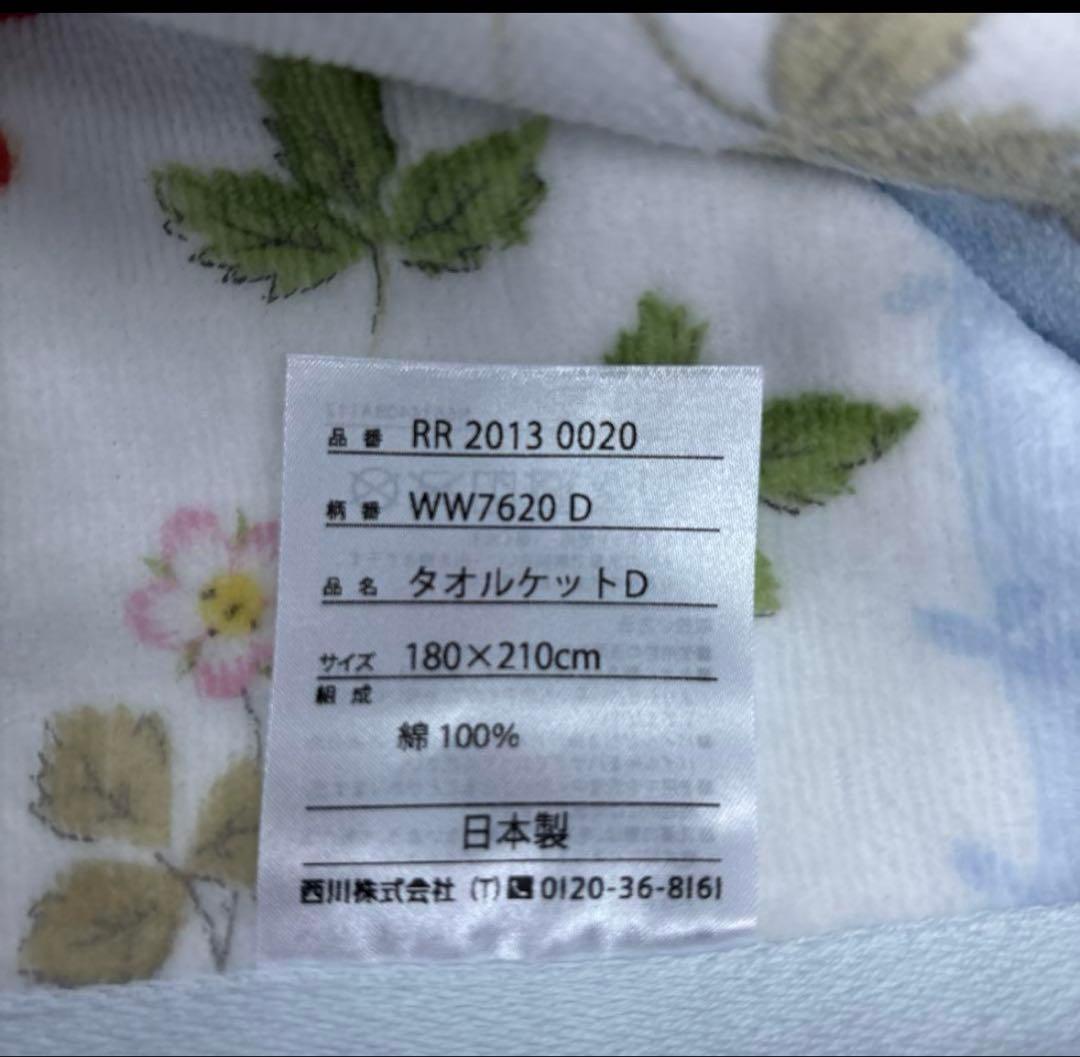 品番 RR 2013 0020
柄番 WW7620 D
品名 タオルケットD
サイズ 180×210cm
組成
綿 100%
日本製
西川株式会社 (T) 0120-36-8161